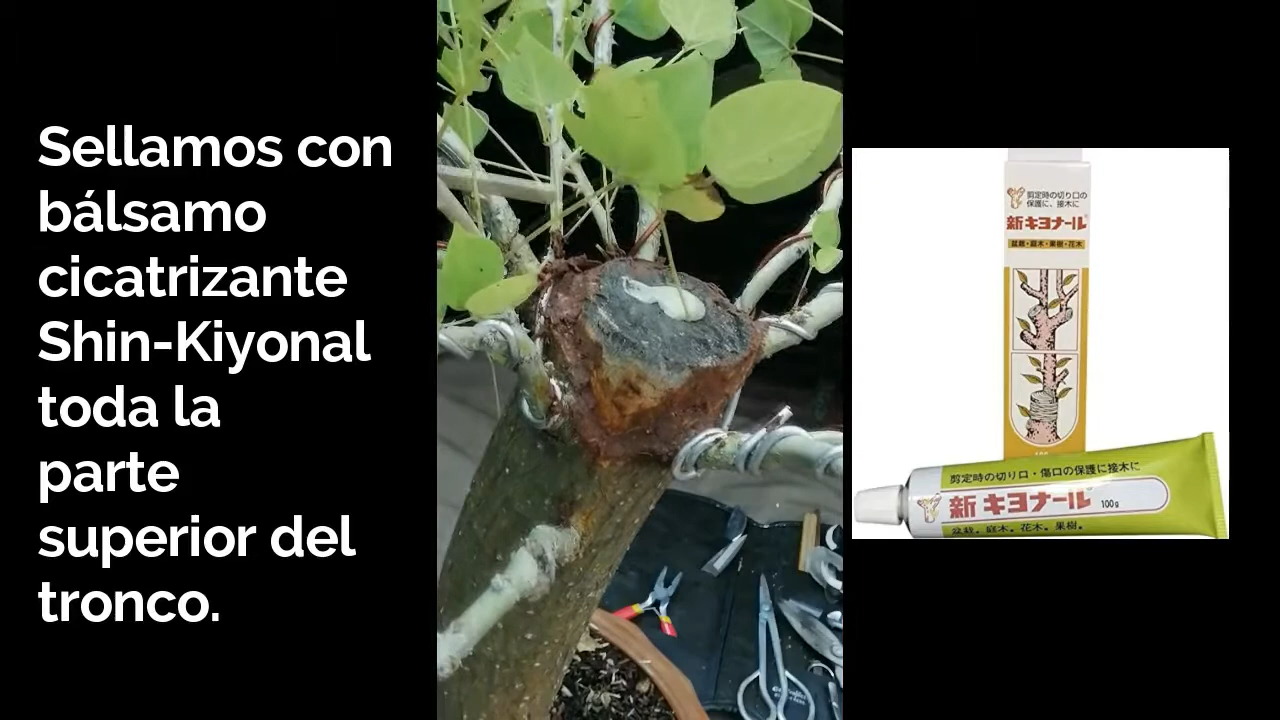 Sellamos con
bálsamo
cicatrizante
Shin-Kiyonal
toda la
parte
superior del
tronco.
剪定時の切り口の
保護に、接木に
新キヨナール
盆栽・庭木・果樹・花木
剪定時の切り口・傷口の保護に接木に
新キヨナール 100g
盆栽。庭木。花木。果樹。